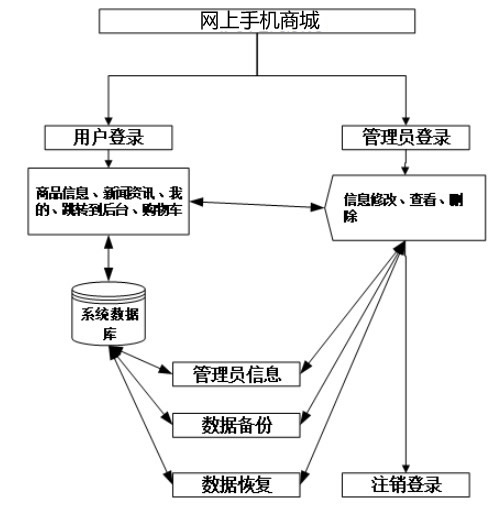 网上手机商城
用户登录
管理员登录
商品信息、新闻资讯、我
的、跳转到后台、购物车
信息修改、查看、删
除
系统数据
库
管理员信息
数据备份
数据恢复
注销登录